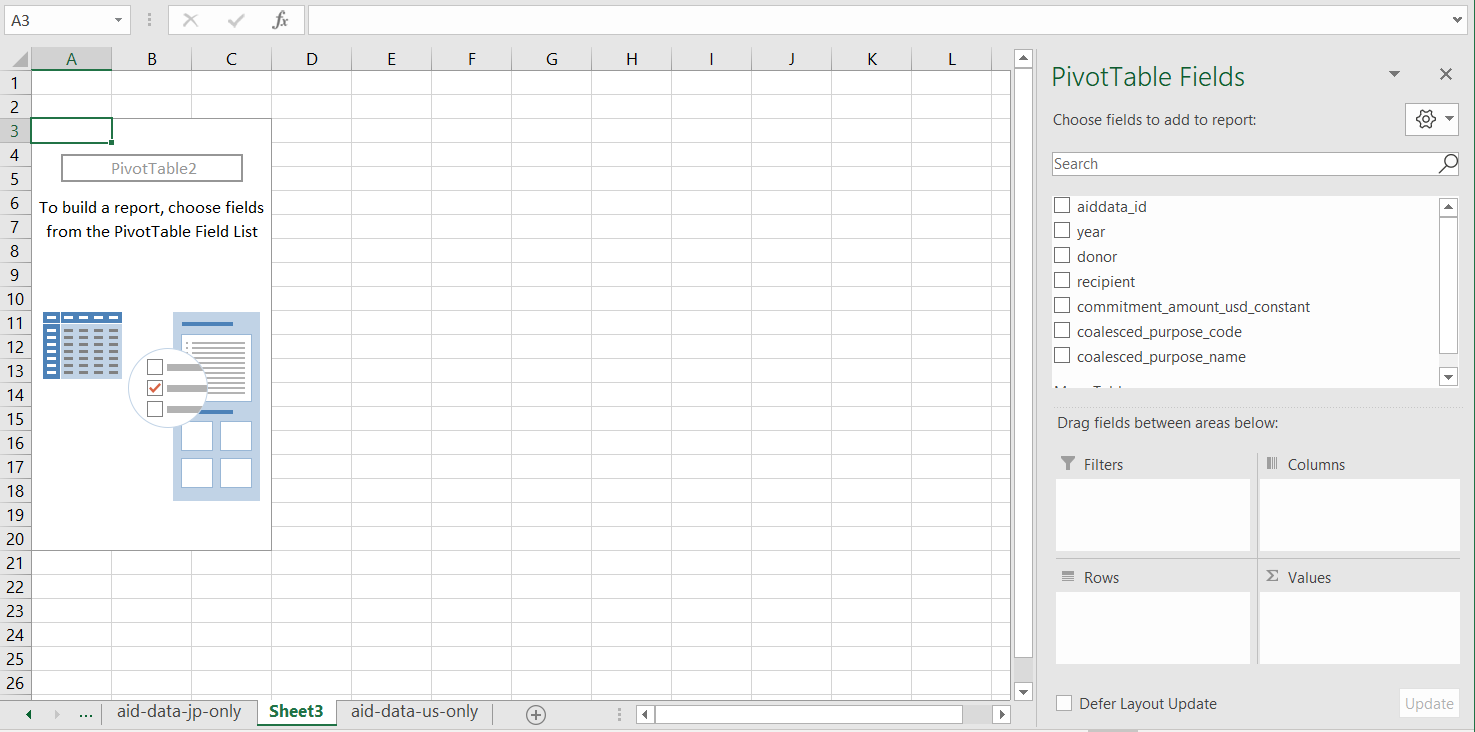 A3
fx
A B C D E F G H I J K L
1
2
3
4
5
6
7
8
9
10
11
12
13
14
15
16
17
18
19
20
21
22
23
24
25
26
PivotTable2
To build a report, choose fields
from the PivotTable Field List
... aid-data-jp-only Sheet3 aid-data-us-only
PivotTable Fields
Choose fields to add to report:
Search
aiddata_id
year
donor
recipient
commitment_amount_usd_constant
coalesced_purpose_code
coalesced_purpose_name
Drag fields between areas below:
Filters
Columns
Rows
Σ Values
Defer Layout Update
Update